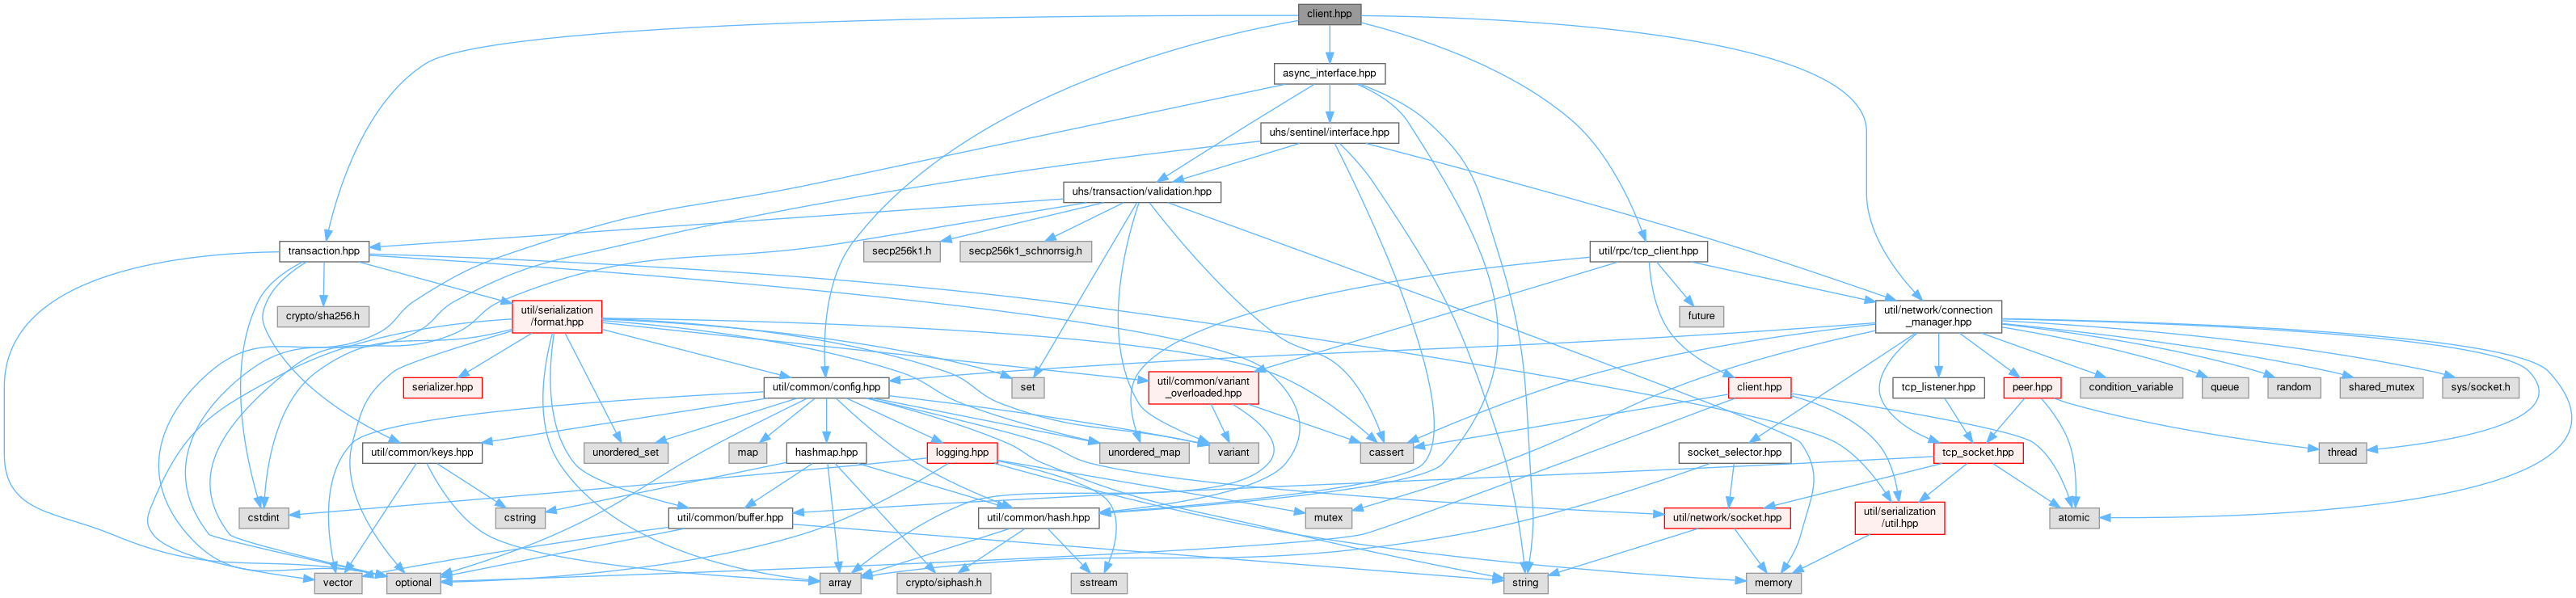 client.hpp
async_interface.hpp
uhs/sentinel/interface.hpp
uhs/transaction/validation.hpp
transaction.hpp
secp256k1.h
secp256k1_schnorrsig.h
util/rpc/tcp_client.hpp
crypto/sha256.h
util/serialization
/format.hpp
future
util/network/connection
_manager.hpp
serializer.hpp
util/common/config.hpp
set
util/common/variant
_overloaded.hpp
client.hpp
tcp_listener.hpp
peer.hpp
condition_variable
queue
random
shared_mutex
sys/socket.h
util/common/keys.hpp
unordered_set
map
hashmap.hpp
logging.hpp
unordered_map
variant
cassert
socket_selector.hpp
tcp_socket.hpp
thread
cstdint
cstring
util/common/buffer.hpp
util/common/hash.hpp
mutex
util/network/socket.hpp
util/serialization
/util.hpp
atomic
vector
optional
array
crypto/siphash.h
sstream
string
memory